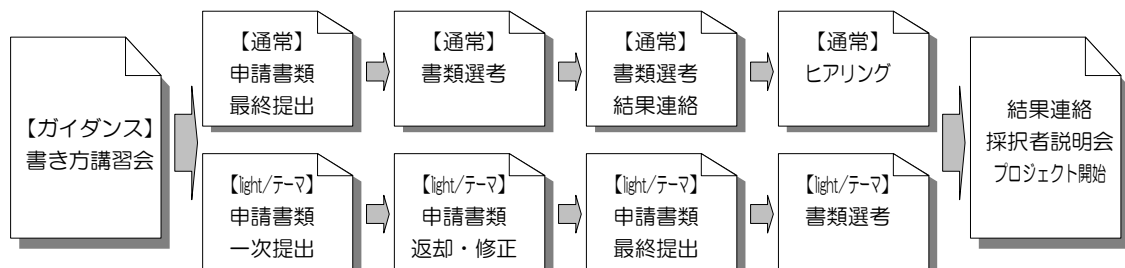 【ガイダンス】
書き方講習会
【通常】
申請書類
最終提出
【通常】
書類選考
【通常】
書類選考
結果連絡
【通常】
ヒアリング
【light/テーマ】
申請書類
一次提出
【light/テーマ】
申請書類
返却・修正
【light/テーマ】
申請書類
最終提出
【light/テーマ】
書類選考
結果連絡
採択者説明会
プロジェクト開始